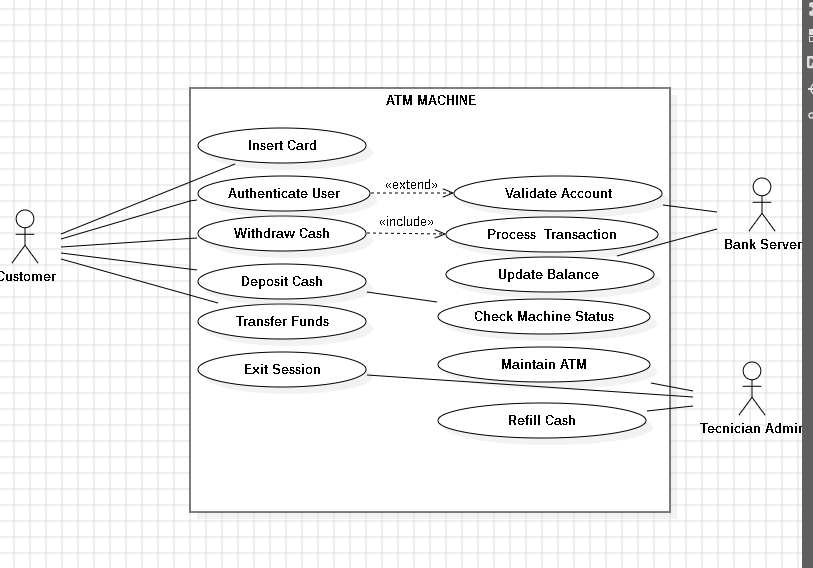 ATM MACHINE
Insert Card
Authenticate User
«extend»
Validate Account
Withdraw Cash
«include»
Process Transaction
Bank Server
Customer
Deposit Cash
Update Balance
Transfer Funds
Check Machine Status
Exit Session
Maintain ATM
Refill Cash
Tecnician Admin